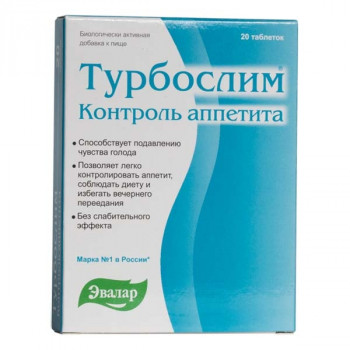 Биологически активная
добавка к пище
20 таблеток
Турбослим®
Контроль аппетита
• Способствует подавлению
чувства голода
• Позволяет легко
контролировать аппетит,
соблюдать диету и
избегать вечернего
переедания
• Без слабительного
эффекта
Марка №1 в России*
Эвалар